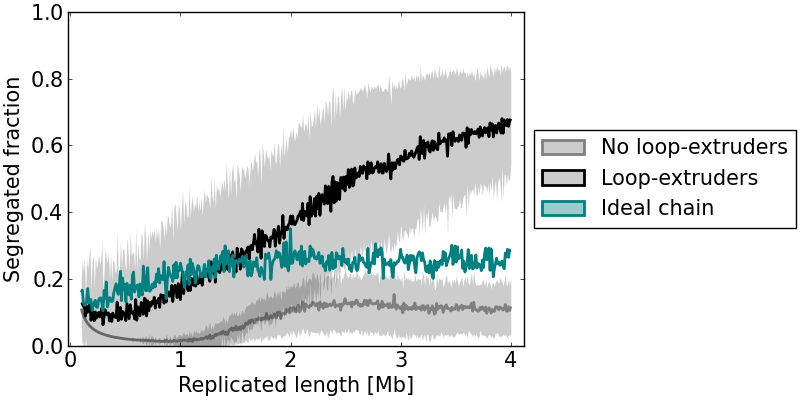 1.0
0.8
0.6
0.4
0.2
0.0
Segregated fraction
0
1
2
3
4
Replicated length [Mb]
No loop-extruders
Loop-extruders
Ideal chain